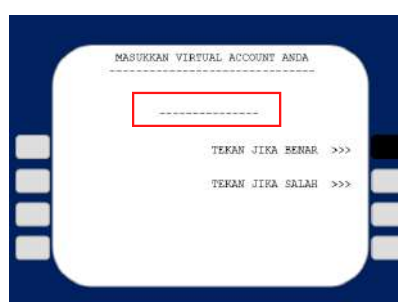 MASUKKAN VIRTUAL ACCOUNT ANDA
------------------------------
---------------
TEKAN JIKA BENAR >>>
TEKAN JIKA SALAH >>>